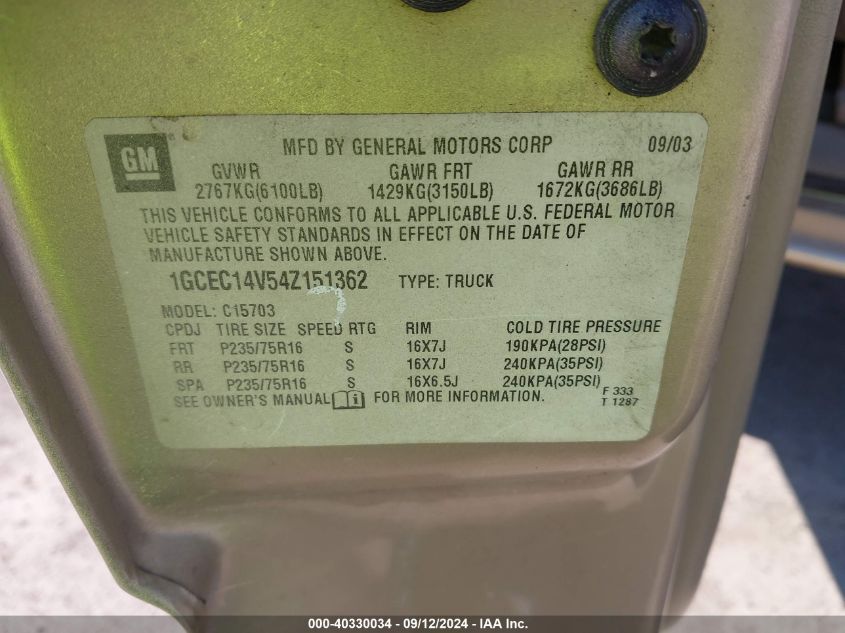 GM
MFD BY GENERAL MOTORS CORP 09/03
GVWR GAWR FRT GAWR RR
2767KG(6100LB) 1429KG(3150LB) 1672KG(3686LB)
THIS VEHICLE CONFORMS TO ALL APPLICABLE U.S. FEDERAL MOTOR
VEHICLE SAFETY STANDARDS IN EFFECT ON THE DATE OF
MANUFACTURE SHOWN ABOVE.
1GCEC14V54Z151362 TYPE: TRUCK
MODEL: C15703
CPDJ TIRE SIZE SPEED RTG RIM COLD TIRE PRESSURE
FRT P235/75R16 S 16X7J 190KPA(28PSI)
RR P235/75R16 S 16X7J 240KPA(35PSI)
SPA P235/75R16 S 16X6.5J 240KPA(35PSI)
SEE OWNER'S MANUAL FOR MORE INFORMATION.
F 333
T 1287
000-40330034 - 09/12/2024 - IAA Inc.